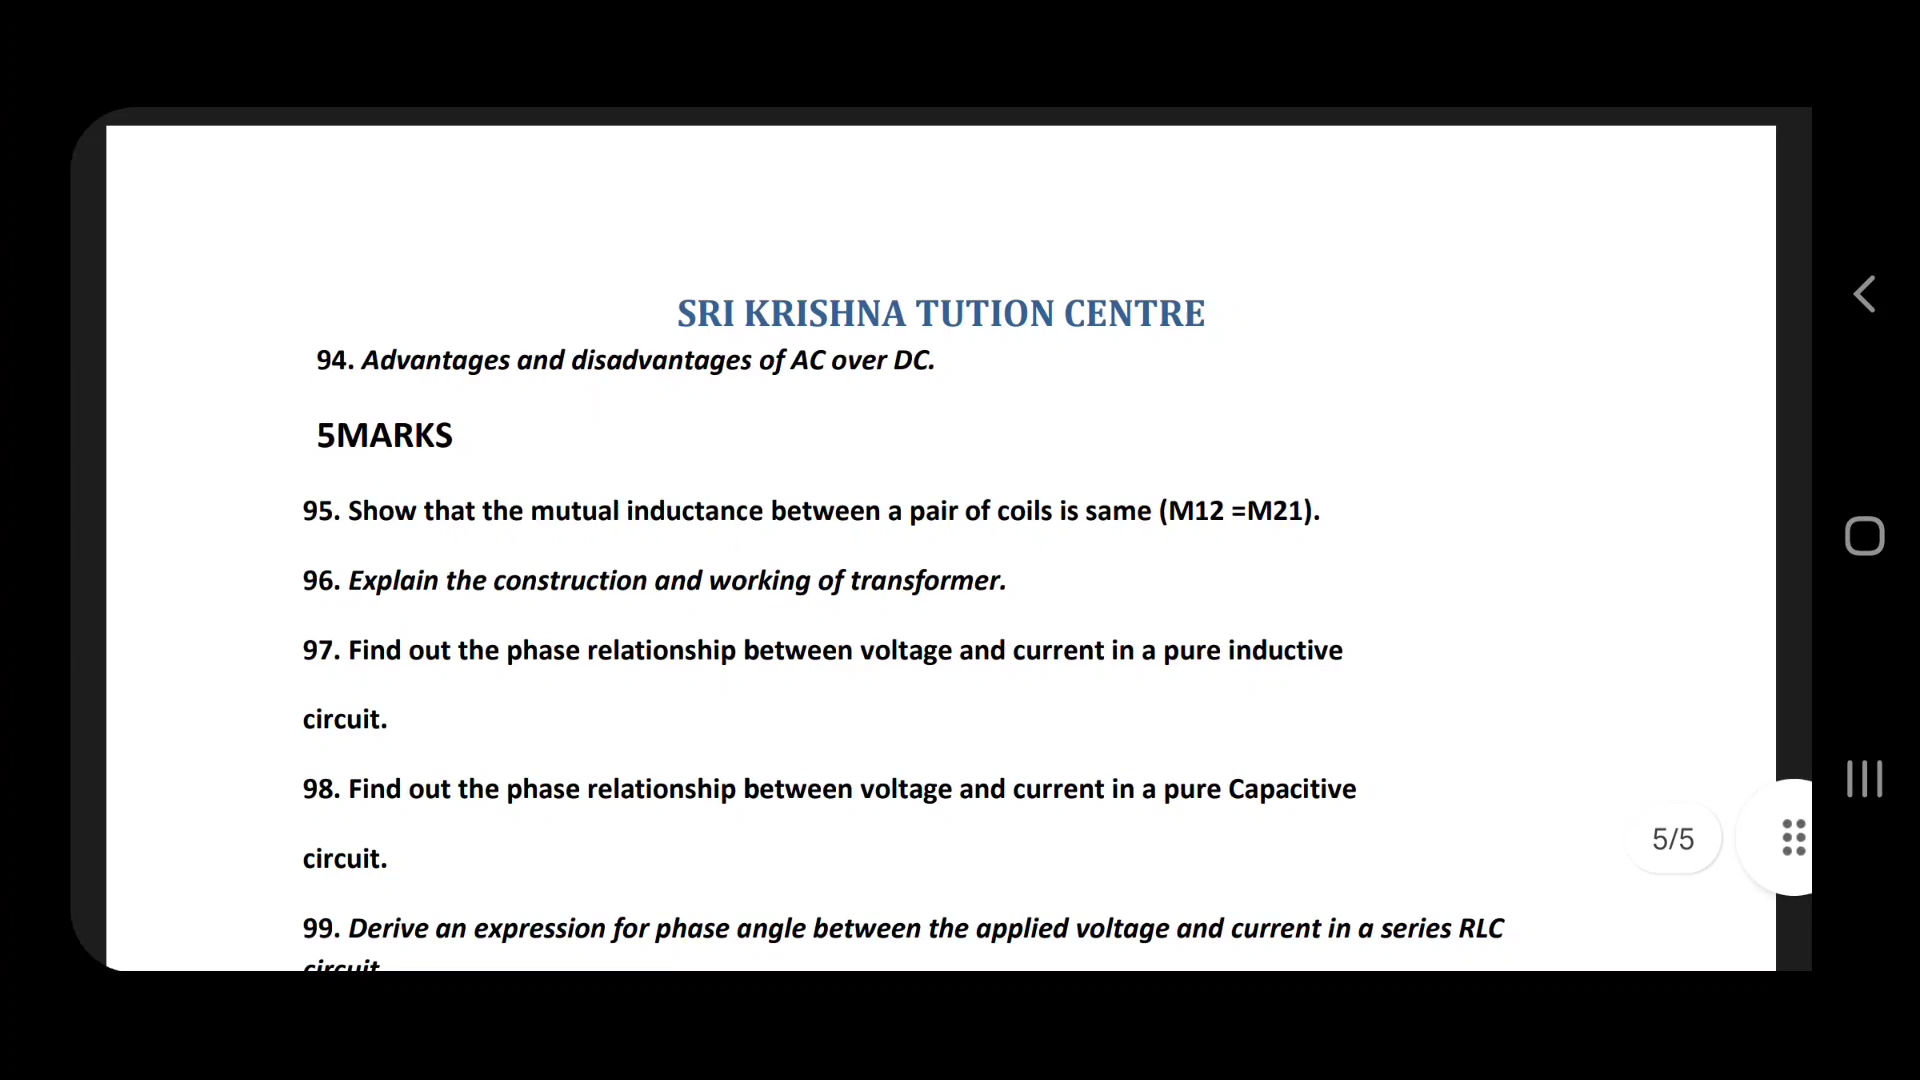 SRI KRISHNA TUTION CENTRE
94. Advantages and disadvantages of AC over DC.
5MARKS
95. Show that the mutual inductance between a pair of coils is same (M12 =M21).
96. Explain the construction and working of transformer.
97. Find out the phase relationship between voltage and current in a pure inductive
circuit.
98. Find out the phase relationship between voltage and current in a pure Capacitive
circuit.
5/5
99. Derive an expression for phase angle between the applied voltage and current in a series RLC
circuit